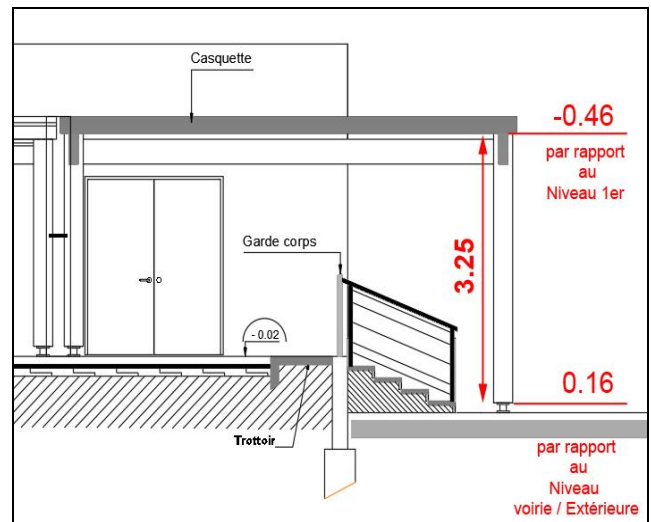 Casquette
-0.46
par rapport
au
Niveau 1er
Garde corps
3.25
- 0.02
0.16
Trottoir
par rapport
au
Niveau
voirie / Extérieure